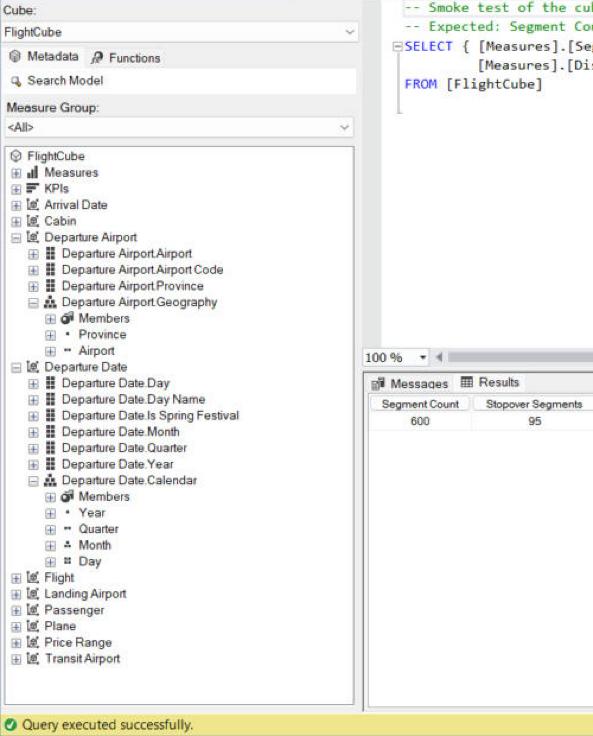 Cube:
FlightCube
Metadata Functions
Search Model
Measure Group:
<All>
FlightCube
Measures
KPIs
Arrival Date
Cabin
Departure Airport
Departure Airport.Airport
Departure Airport.Airport Code
Departure Airport.Province
Departure Airport.Geography
Members
Province
Airport
Departure Date
Departure Date.Day
Departure Date.Day Name
Departure Date.Is Spring Festival
Departure Date.Month
Departure Date.Quarter
Departure Date.Year
Departure Date.Calendar
Members
Year
Quarter
Month
Day
Flight
Landing Airport
Passenger
Plane
Price Range
Transit Airport
-- Smoke test of the cu
-- Expected: Segment Co
SELECT { [Measures].[Se
[Measures].[Di
FROM [FlightCube]
100 %
Messages Results
Segment Count Stopover Segments
600 95
Query executed successfully.